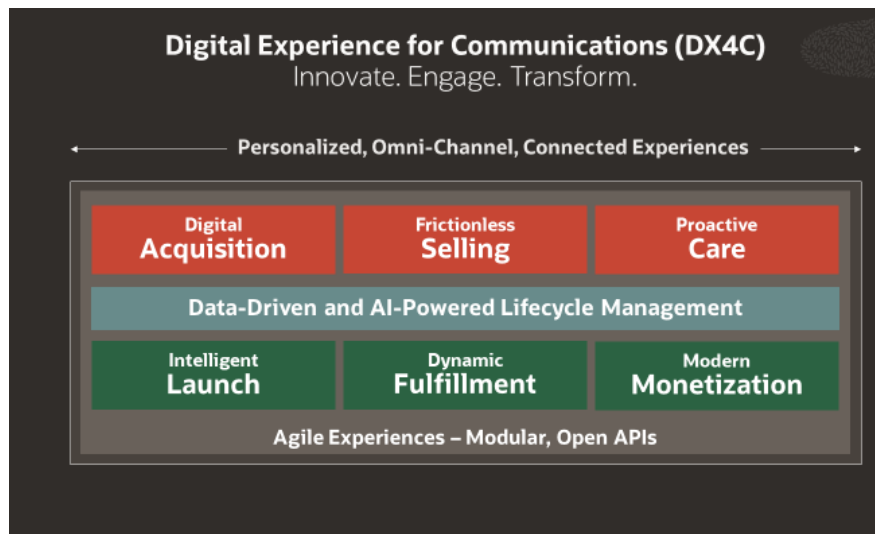 Digital Experience for Communications (DX4C)
Innovate. Engage. Transform.
Personalized, Omni-Channel, Connected Experiences
Digital
Acquisition
Frictionless
Selling
Proactive
Care
Data-Driven and AI-Powered Lifecycle Management
Intelligent
Launch
Dynamic
Fulfillment
Modern
Monetization
Agile Experiences – Modular, Open APIs